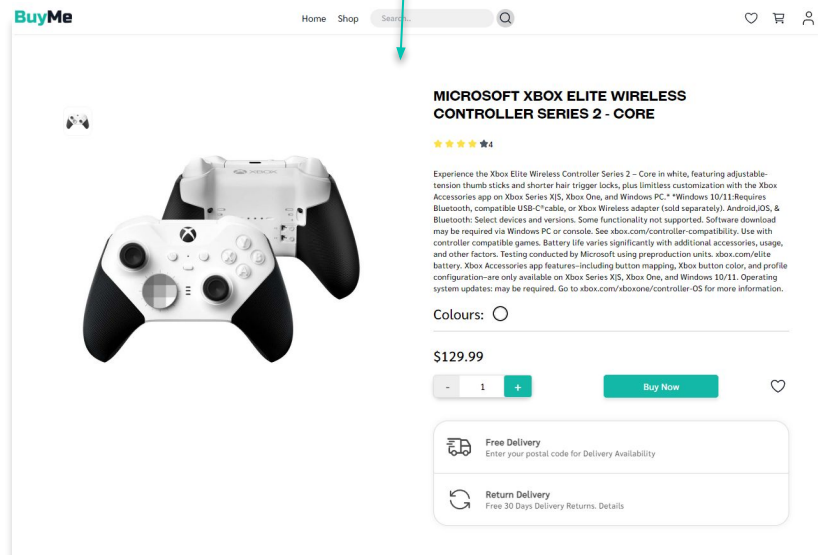 BuyMe
Home Shop Search..
MICROSOFT XBOX ELITE WIRELESS
CONTROLLER SERIES 2 - CORE
4
Experience the Xbox Elite Wireless Controller Series 2 – Core in white, featuring adjustable-
tension thumb sticks and shorter hair trigger locks, plus limitless customization with the Xbox
Accessories app on Xbox Series X|S, Xbox One, and Windows PC.* *Windows 10/11:Requires
Bluetooth, compatible USB-C®cable, or Xbox Wireless adapter (sold separately). Android,iOS, &
Bluetooth: Select devices and versions. Some functionality not supported. Software download
may be required via Windows PC or console. See xbox.com/controller-compatibility. Use with
controller compatible games. Battery life varies significantly with additional accessories, usage,
and other factors. Testing conducted by Microsoft using preproduction units. xbox.com/elite
battery. Xbox Accessories app features–including button mapping, Xbox button color, and profile
configuration–are only available on Xbox Series X|S, Xbox One, and Windows 10/11. Operating
system updates: may be required. Go to xbox.com/xboxone/controller-OS for more information.
XBOX
Colours:
$129.99
- 1 + Buy Now
Free Delivery
Enter your postal code for Delivery Availability
Return Delivery
Free 30 Days Delivery Returns. Details